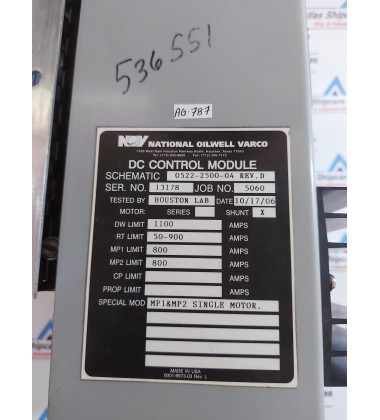 536551
AG-787
NOV NATIONAL OILWELL VARCO
DC CONTROL MODULE
SCHEMATIC 0522-2500-04 REV.D
SER. NO. 13178 JOB NO. 5060
TESTED BY HOUSTON LAB DATE 10/17/06
MOTOR: SERIES SHUNT X
DW LIMIT 1100 AMPS
RT LIMIT 50-900 AMPS
MP1 LIMIT 800 AMPS
MP2 LIMIT 800 AMPS
CP LIMIT AMPS
PROP LIMIT AMPS
SPECIAL MOD MP1&MP2 SINGLE MOTOR.
MADE IN USA